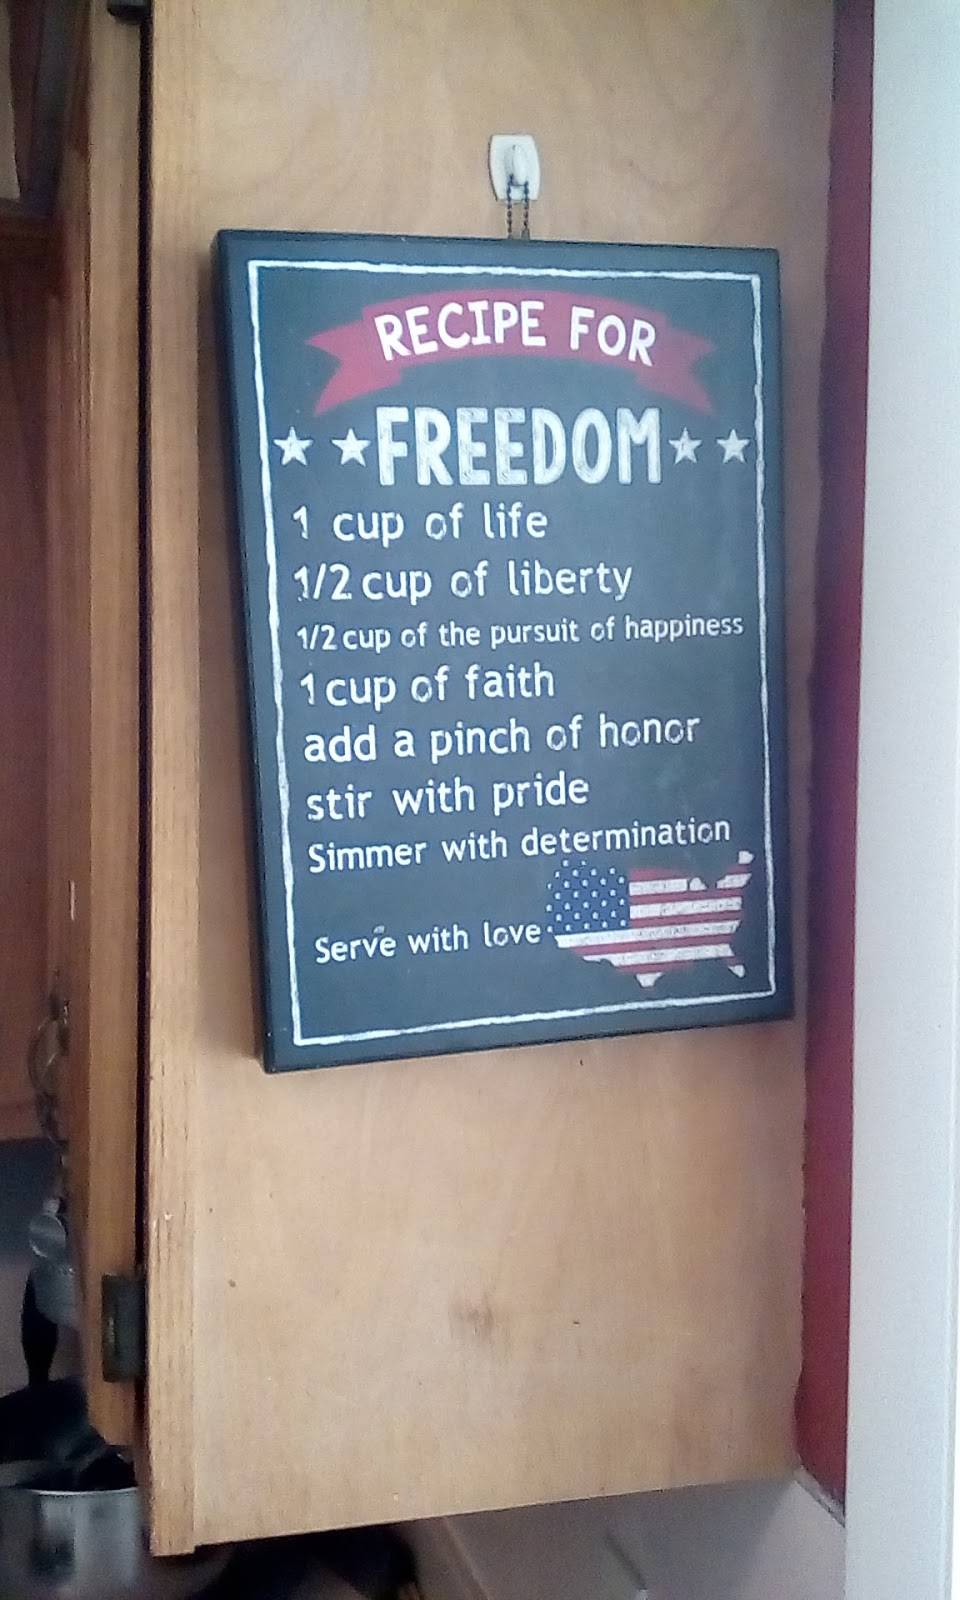 RECIPE FOR
FREEDOM
1 cup of life
1/2 cup of liberty
1/2 cup of the pursuit of happiness
1 cup of faith
add a pinch of honor
stir with pride
Simmer with determination
Serve with love